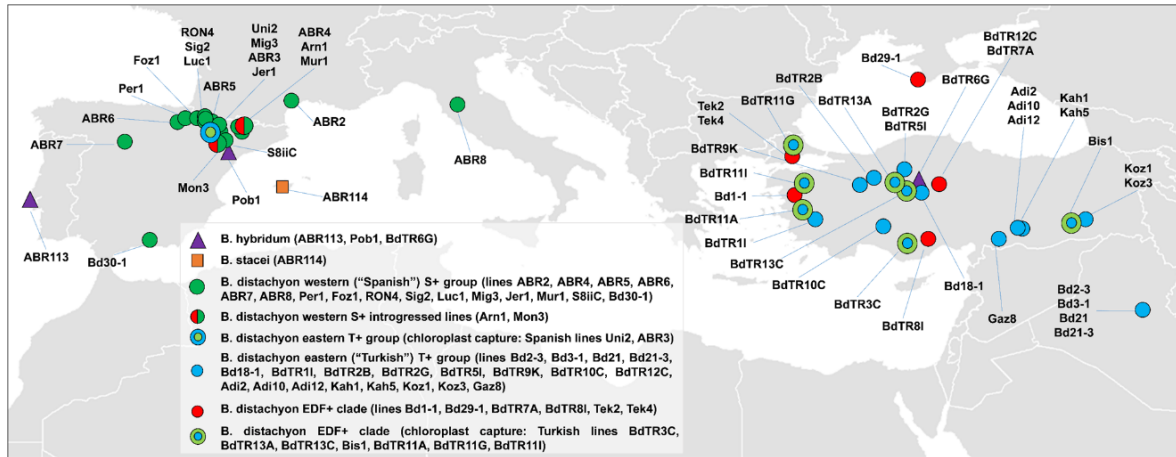 RON4
Sig2
Luc1
Uni2
Mig3
ABR3
Jer1
ABR4
Arn1
Mur1
Foz1
ABR5
Per1
ABR6
ABR7
ABR2
S8iiC
Mon3
Pob1
ABR8
ABR114
ABR113
Bd30-1
Bd29-1
BdTR12C
BdTR7A
BdTR6G
BdTR2B
BdTR11G
BdTR13A
Tek2
Tek4
BdTR2G
BdTR5I
Adi2
Adi10
Adi12
Kah1
Kah5
Bis1
Koz1
Koz3
BdTR9K
BdTR11I
Bd1-1
BdTR11A
BdTR1I
BdTR13C
BdTR10C
BdTR3C
BdTR8I
Bd18-1
Gaz8
Bd2-3
Bd3-1
Bd21
Bd21-3
B. hybridum (ABR113, Pob1, BdTR6G)
B. stacei (ABR114)
B. distachyon western (“Spanish”) S+ group (lines ABR2, ABR4, ABR5, ABR6,
ABR7, ABR8, Per1, Foz1, RON4, Sig2, Luc1, Mig3, Jer1, Mur1, S8iiC, Bd30-1)
B. distachyon western S+ introgressed lines (Arn1, Mon3)
B. distachyon eastern T+ group (chloroplast capture: Spanish lines Uni2, ABR3)
B. distachyon eastern (“Turkish”) T+ group (lines Bd2-3, Bd3-1, Bd21, Bd21-3,
Bd18-1, BdTR1I, BdTR2B, BdTR2G, BdTR5I, BdTR9K, BdTR10C, BdTR12C,
Adi2, Adi10, Adi12, Kah1, Kah5, Koz1, Koz3, Gaz8)
B. distachyon EDF+ clade (lines Bd1-1, Bd29-1, BdTR7A, BdTR8I, Tek2, Tek4)
B. distachyon EDF+ clade (chloroplast capture: Turkish lines BdTR3C,
BdTR13A, BdTR13C, Bis1, BdTR11A, BdTR11G, BdTR11I)